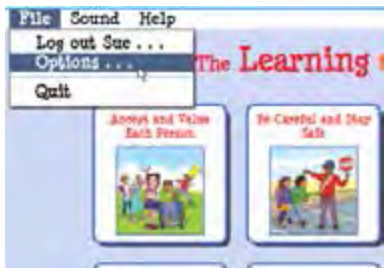 File Sound Help
Log out Sue . . .
Options . . .
Quit
The Learning
Accept and Value
Each Person
Be Careful and Stay
Safe